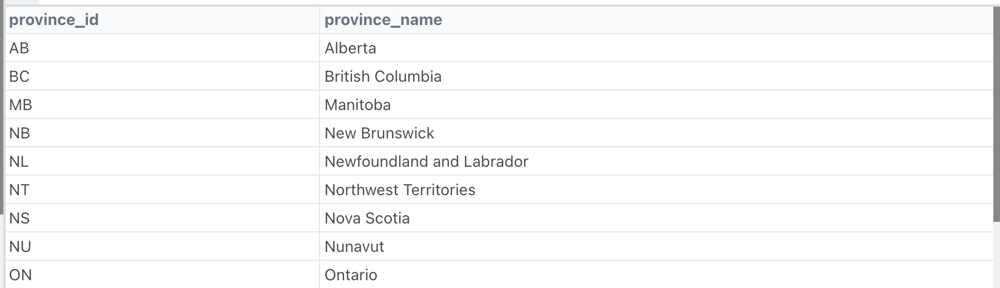 province_id province_name
AB Alberta
BC British Columbia
MB Manitoba
NB New Brunswick
NL Newfoundland and Labrador
NT Northwest Territories
NS Nova Scotia
NU Nunavut
ON Ontario